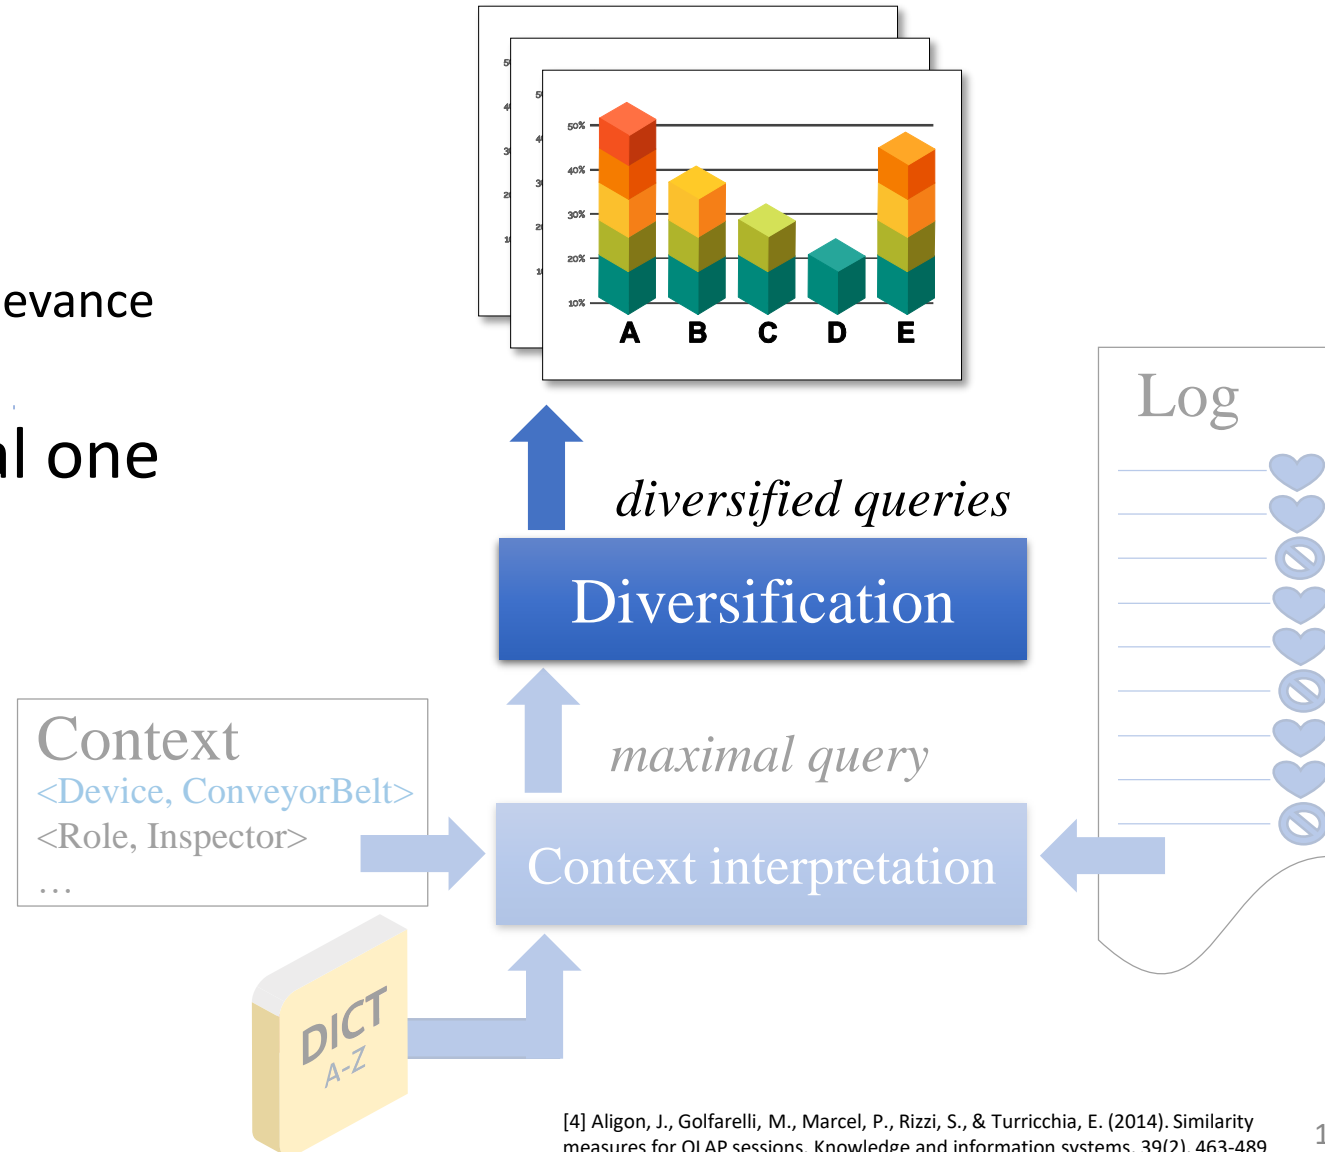 50%
40%
30%
20%
10%
A B C D E
evance
Log
al one
diversified queries
Diversification
Context
<Device, ConveyorBelt>
<Role, Inspector>
…
maximal query
Context interpretation
DICT
A-Z
[4] Aligon, J., Golfarelli, M., Marcel, P., Rizzi, S., & Turricchia, E. (2014). Similarity
measures for OLAP sessions. Knowledge and information systems, 39(2), 463-489
1